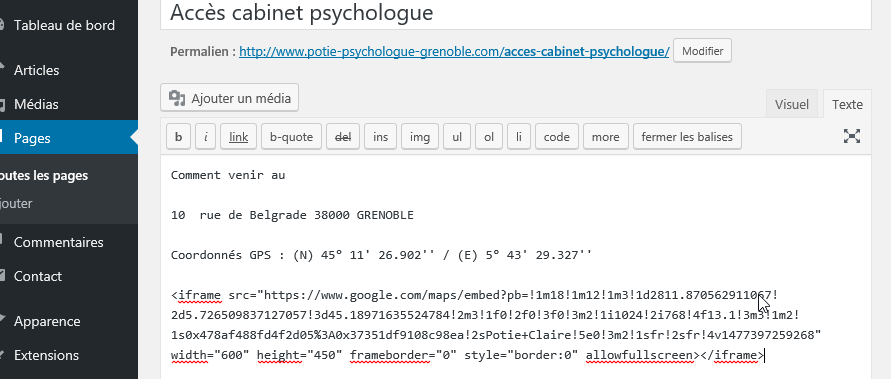 Accès cabinet psychologue
Tableau de bord
Permalien : http://www.potie-psychologue-grenoble.com/acces-cabinet-psychologue/ Modifier
Articles
Médias
Ajouter un média
Visuel Texte
Pages
b i link b-quote del ins img ul ol li code more fermer les balises
outes les pages
jouter
Commentaires
Contact
Apparence
Extensions
Comment venir au
10 rue de Belgrade 38000 GRENOBLE
Coordonnés GPS : (N) 45° 11' 26.902'' / (E) 5° 43' 29.327''
<iframe src="https://www.google.com/maps/embed?pb=!1m18!1m12!1m3!1d2811.870562911067!
2d5.726509837127057!3d45.18971635524784!2m3!1f0!2f0!3f0!3m2!1i1024!2i768!4f13.1!3m3!1m2!
1s0x478af488fd4f2d05%3A0x37351df9108c98ea!2sPotie+Claire!5e0!3m2!1sfr!2sfr!4v1477397259268"
width="600" height="450" frameborder="0" style="border:0" allowfullscreen></iframe>